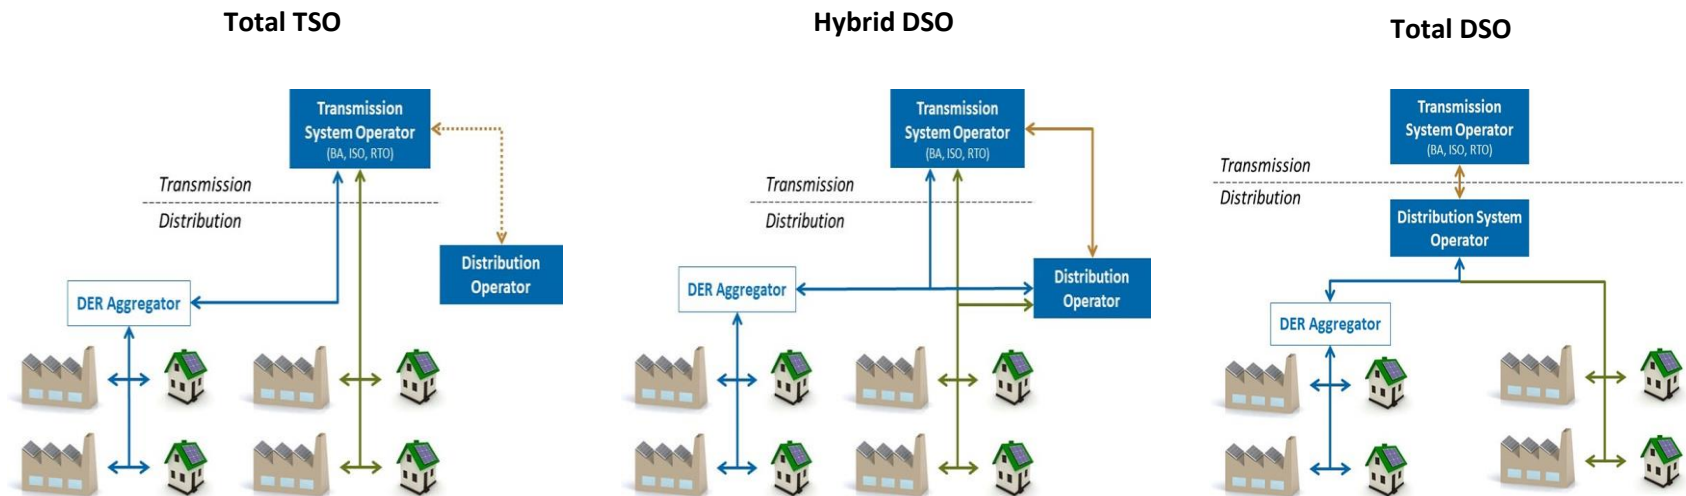 Total TSO
Transmission
System Operator
(BA, ISO, RTO)
Transmission
Distribution
Distribution
Operator
DER Aggregator
Hybrid DSO
Transmission
System Operator
(BA, ISO, RTO)
Transmission
Distribution
Distribution
Operator
DER Aggregator
Total DSO
Transmission
System Operator
(BA, ISO, RTO)
Transmission
Distribution
Distribution System
Operator
DER Aggregator